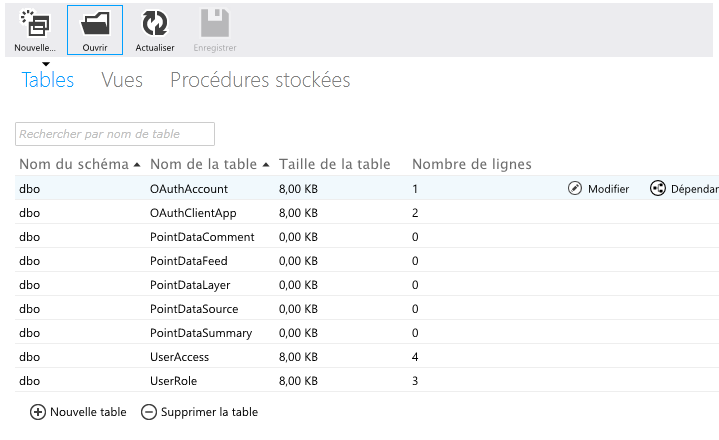 Nouvelle... Ouvrir Actualiser Enregistrer
Tables Vues Procédures stockées
Rechercher par nom de table
Nom du schéma Nom de la table Taille de la table Nombre de lignes
dbo OAuthAccount 8,00 KB 1 Modifier Dépendar
dbo OAuthClientApp 8,00 KB 2
dbo PointDataComment 0,00 KB 0
dbo PointDataFeed 0,00 KB 0
dbo PointDataLayer 0,00 KB 0
dbo PointDataSource 0,00 KB 0
dbo PointDataSummary 0,00 KB 0
dbo UserAccess 8,00 KB 4
dbo UserRole 8,00 KB 3
Nouvelle table Supprimer la table